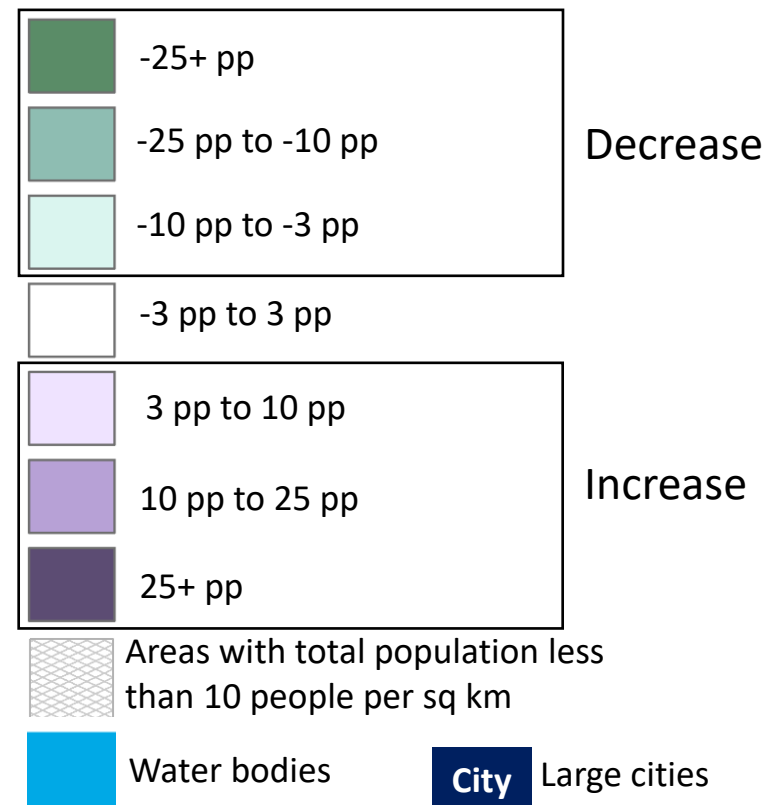 -25+ pp
-25 pp to -10 pp
Decrease
-10 pp to -3 pp
-3 pp to 3 pp
3 pp to 10 pp
10 pp to 25 pp
Increase
25+ pp
Areas with total population less
than 10 people per sq km
Water bodies
City
Large cities